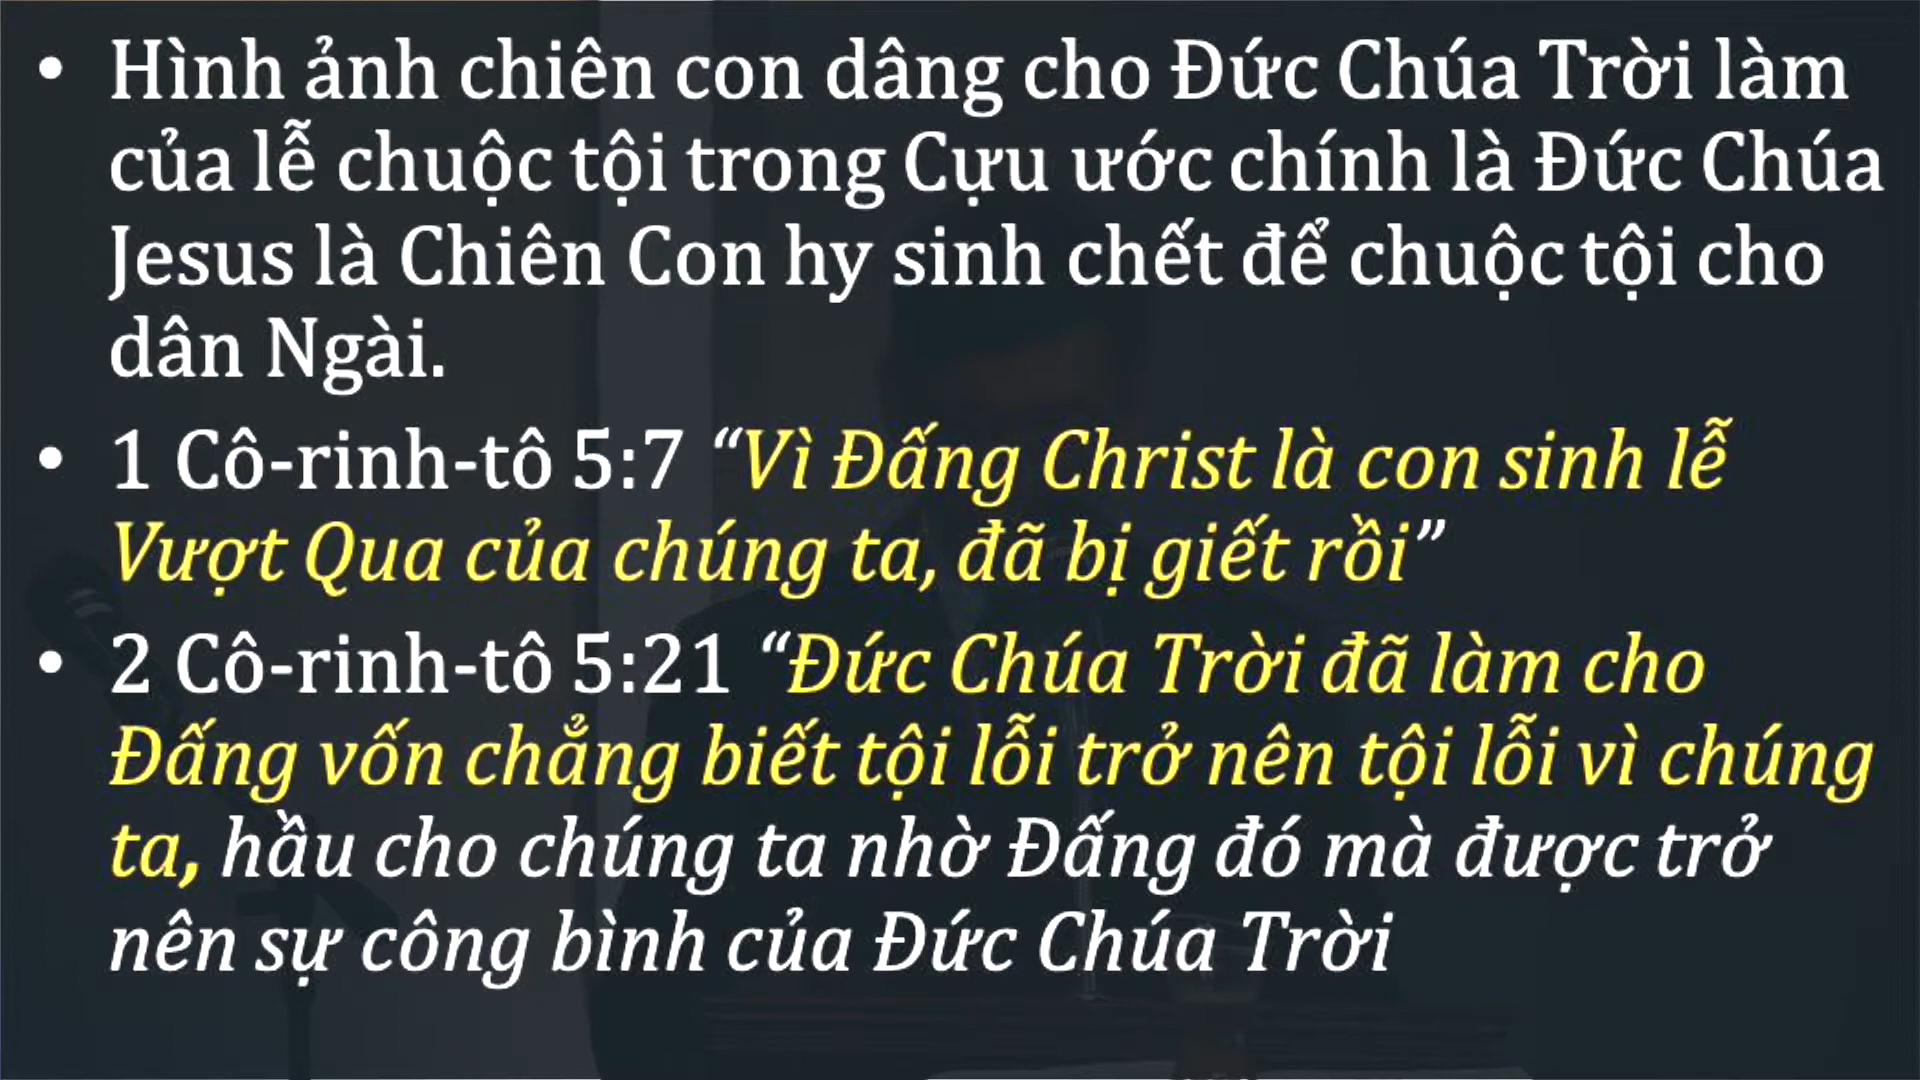 • Hình ảnh chiên con dâng cho Đức Chúa Trời làm
của lễ chuộc tội trong Cựu ước chính là Đức Chúa
Jesus là Chiên Con hy sinh chết để chuộc tội cho
dân Ngài.
• 1 Cô-rinh-tô 5:7 “Vì Đấng Christ là con sinh lễ
Vượt Qua của chúng ta, đã bị giết rồi”
• 2 Cô-rinh-tô 5:21 “Đức Chúa Trời đã làm cho
Đấng vốn chẳng biết tội lỗi trở nên tội lỗi vì chúng
ta, hầu cho chúng ta nhờ Đấng đó mà được trở
nên sự công bình của Đức Chúa Trời